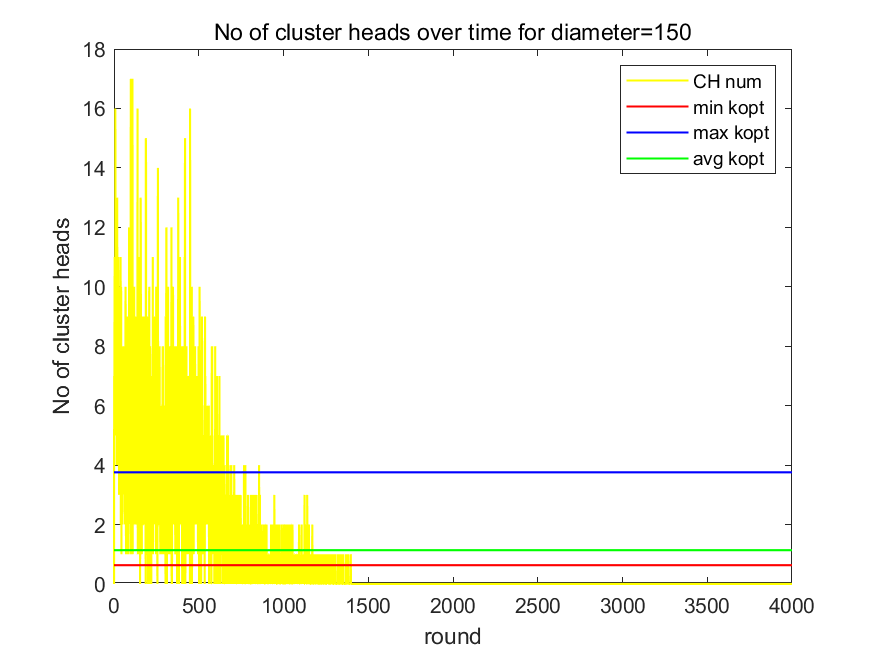 No of cluster heads over time for diameter=150
18
16
14
12
10
8
6
4
2
0
No of cluster heads
CH num
min kopt
max kopt
avg kopt
0 500 1000 1500 2000 2500 3000 3500 4000
round